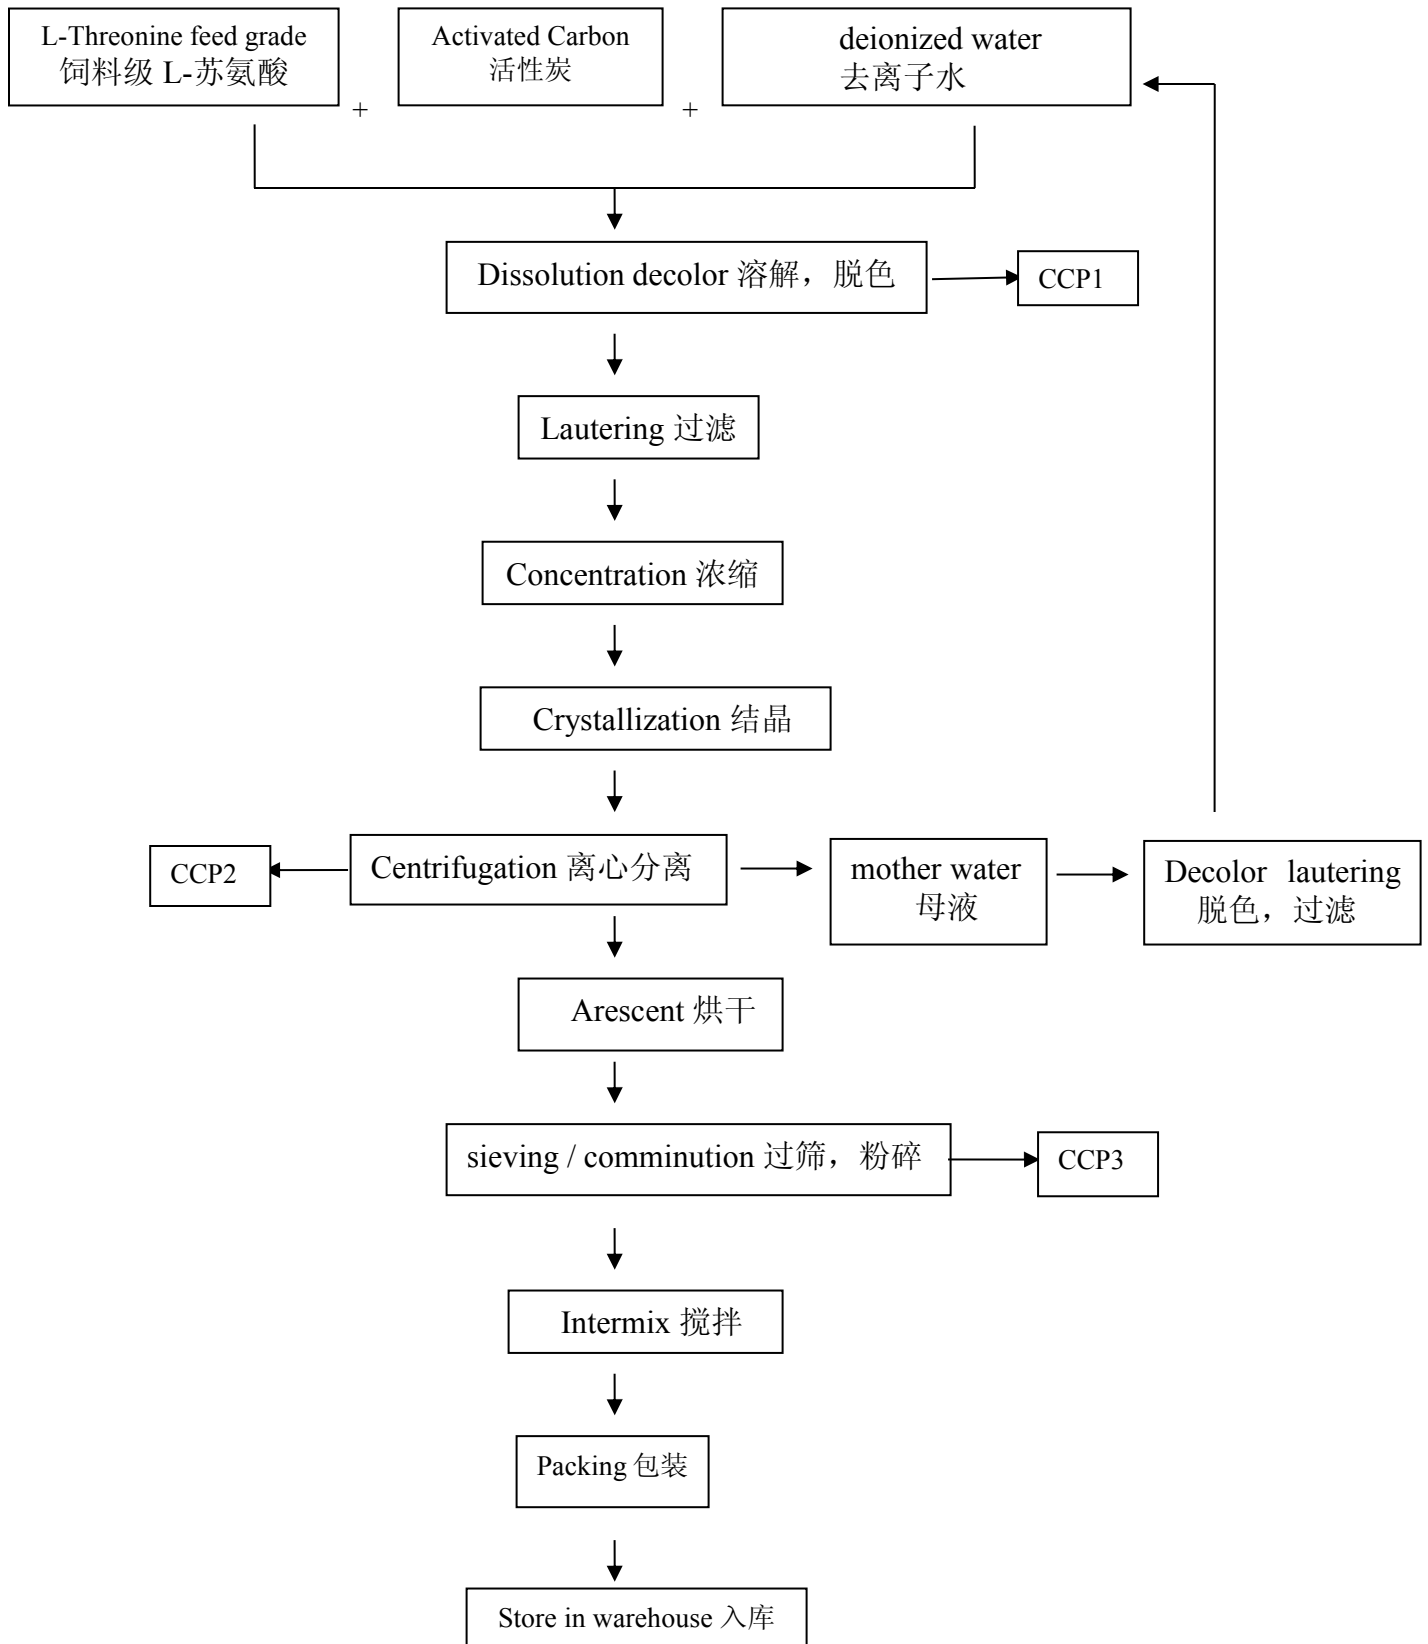 L-Threonine feed grade
饲料级 L-苏氨酸
+
Activated Carbon
活性炭
+
deionized water
去离子水
Dissolution decolor 溶解，脱色
CCP1
Lautering 过滤
Concentration 浓缩
Crystallization 结晶
CCP2
Centrifugation 离心分离
mother water
母液
Decolor lautering
脱色，过滤
Arescent 烘干
sieving / comminution 过筛，粉碎
CCP3
Intermix 搅拌
Packing 包装
Store in warehouse 入库